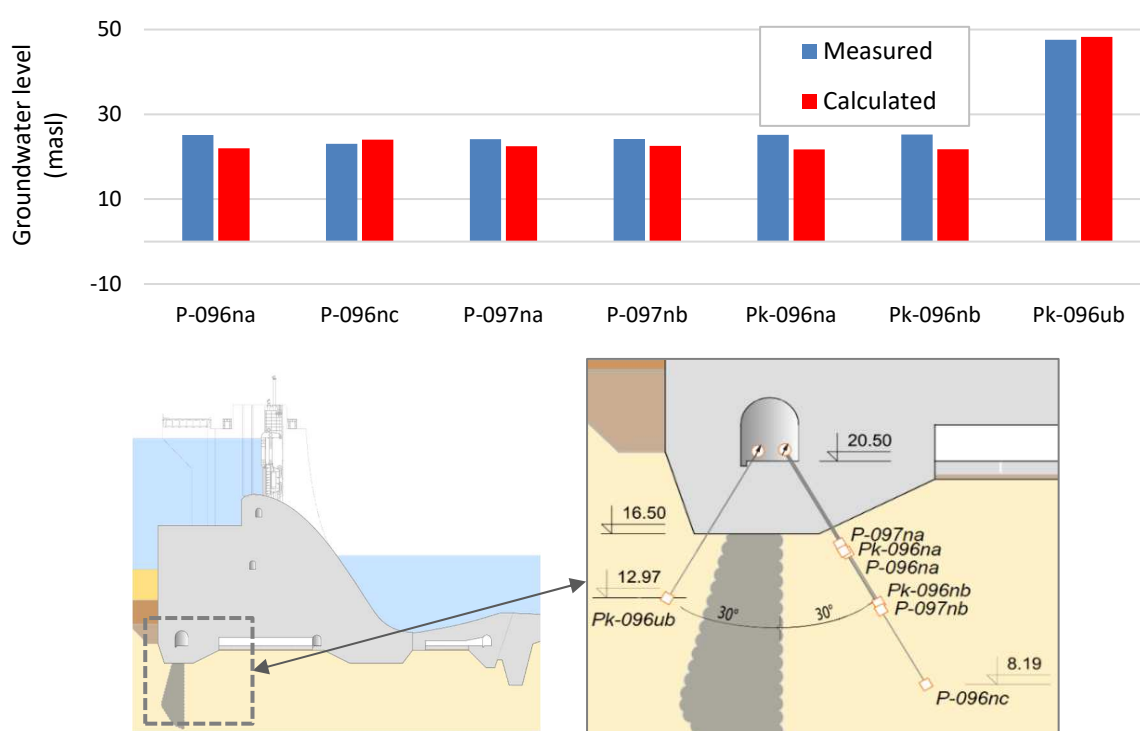 Groundwater level
(masl)
50
30
10
-10
Measured
Calculated
P-096na
P-096nc
P-097na
P-097nb
Pk-096na
Pk-096nb
Pk-096ub
20.50
16.50
P-097na
Pk-096na
P-096na
12.97
Pk-096nb
P-097nb
Pk-096ub
30°
30°
8.19
P-096nc